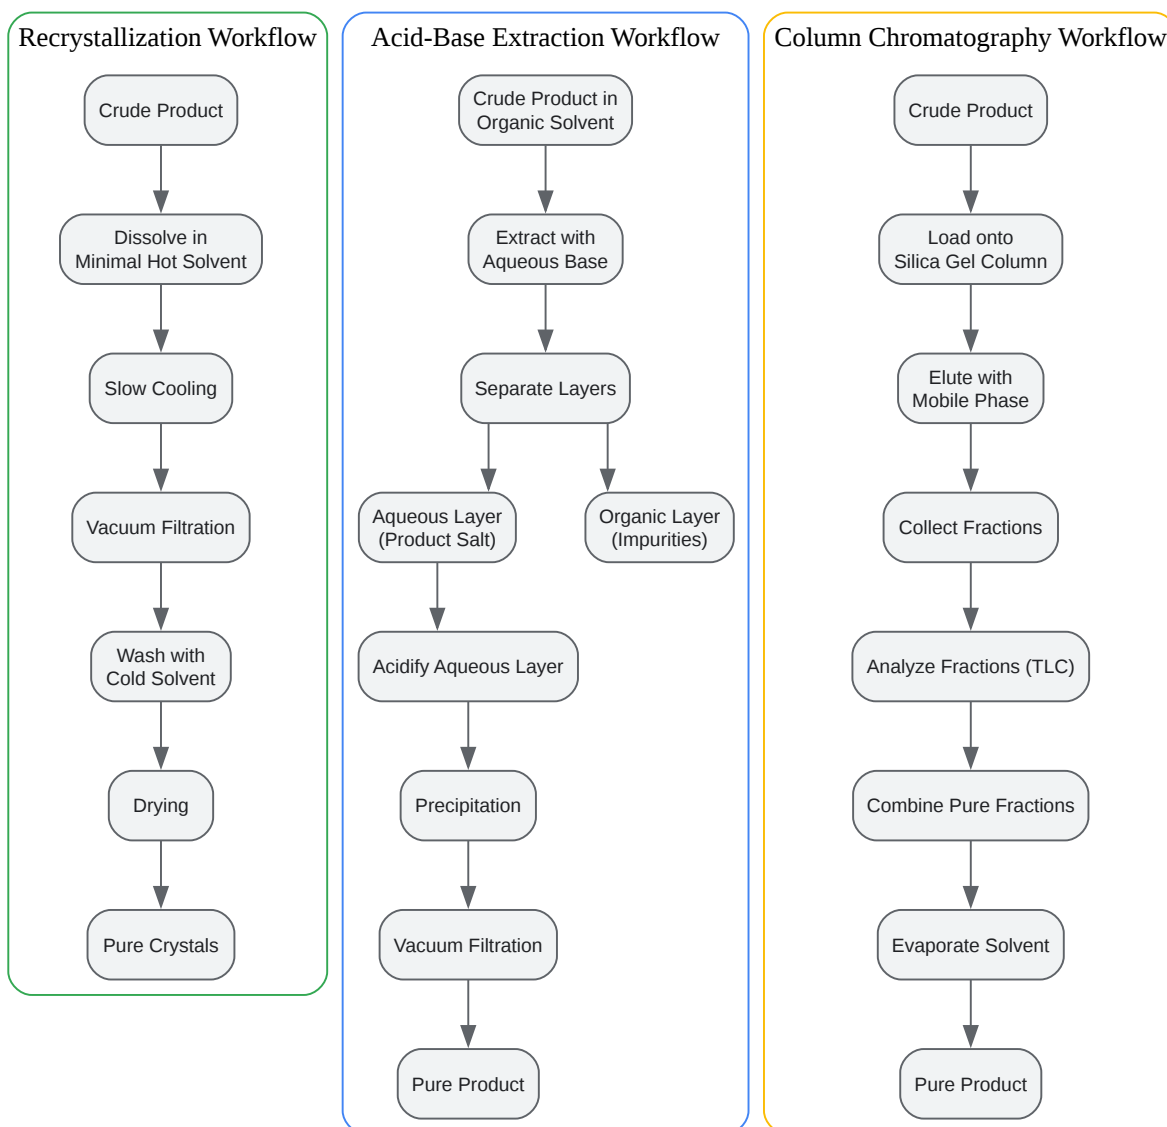 Recrystallization Workflow
Crude Product
Dissolve in
Minimal Hot Solvent
Slow Cooling
Vacuum Filtration
Wash with
Cold Solvent
Drying
Pure Crystals
Acid-Base Extraction Workflow
Crude Product in
Organic Solvent
Extract with
Aqueous Base
Separate Layers
Aqueous Layer
(Product Salt)
Organic Layer
(Impurities)
Acidify Aqueous Layer
Precipitation
Vacuum Filtration
Pure Product
Column Chromatography Workflow
Crude Product
Load onto
Silica Gel Column
Elute with
Mobile Phase
Collect Fractions
Analyze Fractions (TLC)
Combine Pure Fractions
Evaporate Solvent
Pure Product